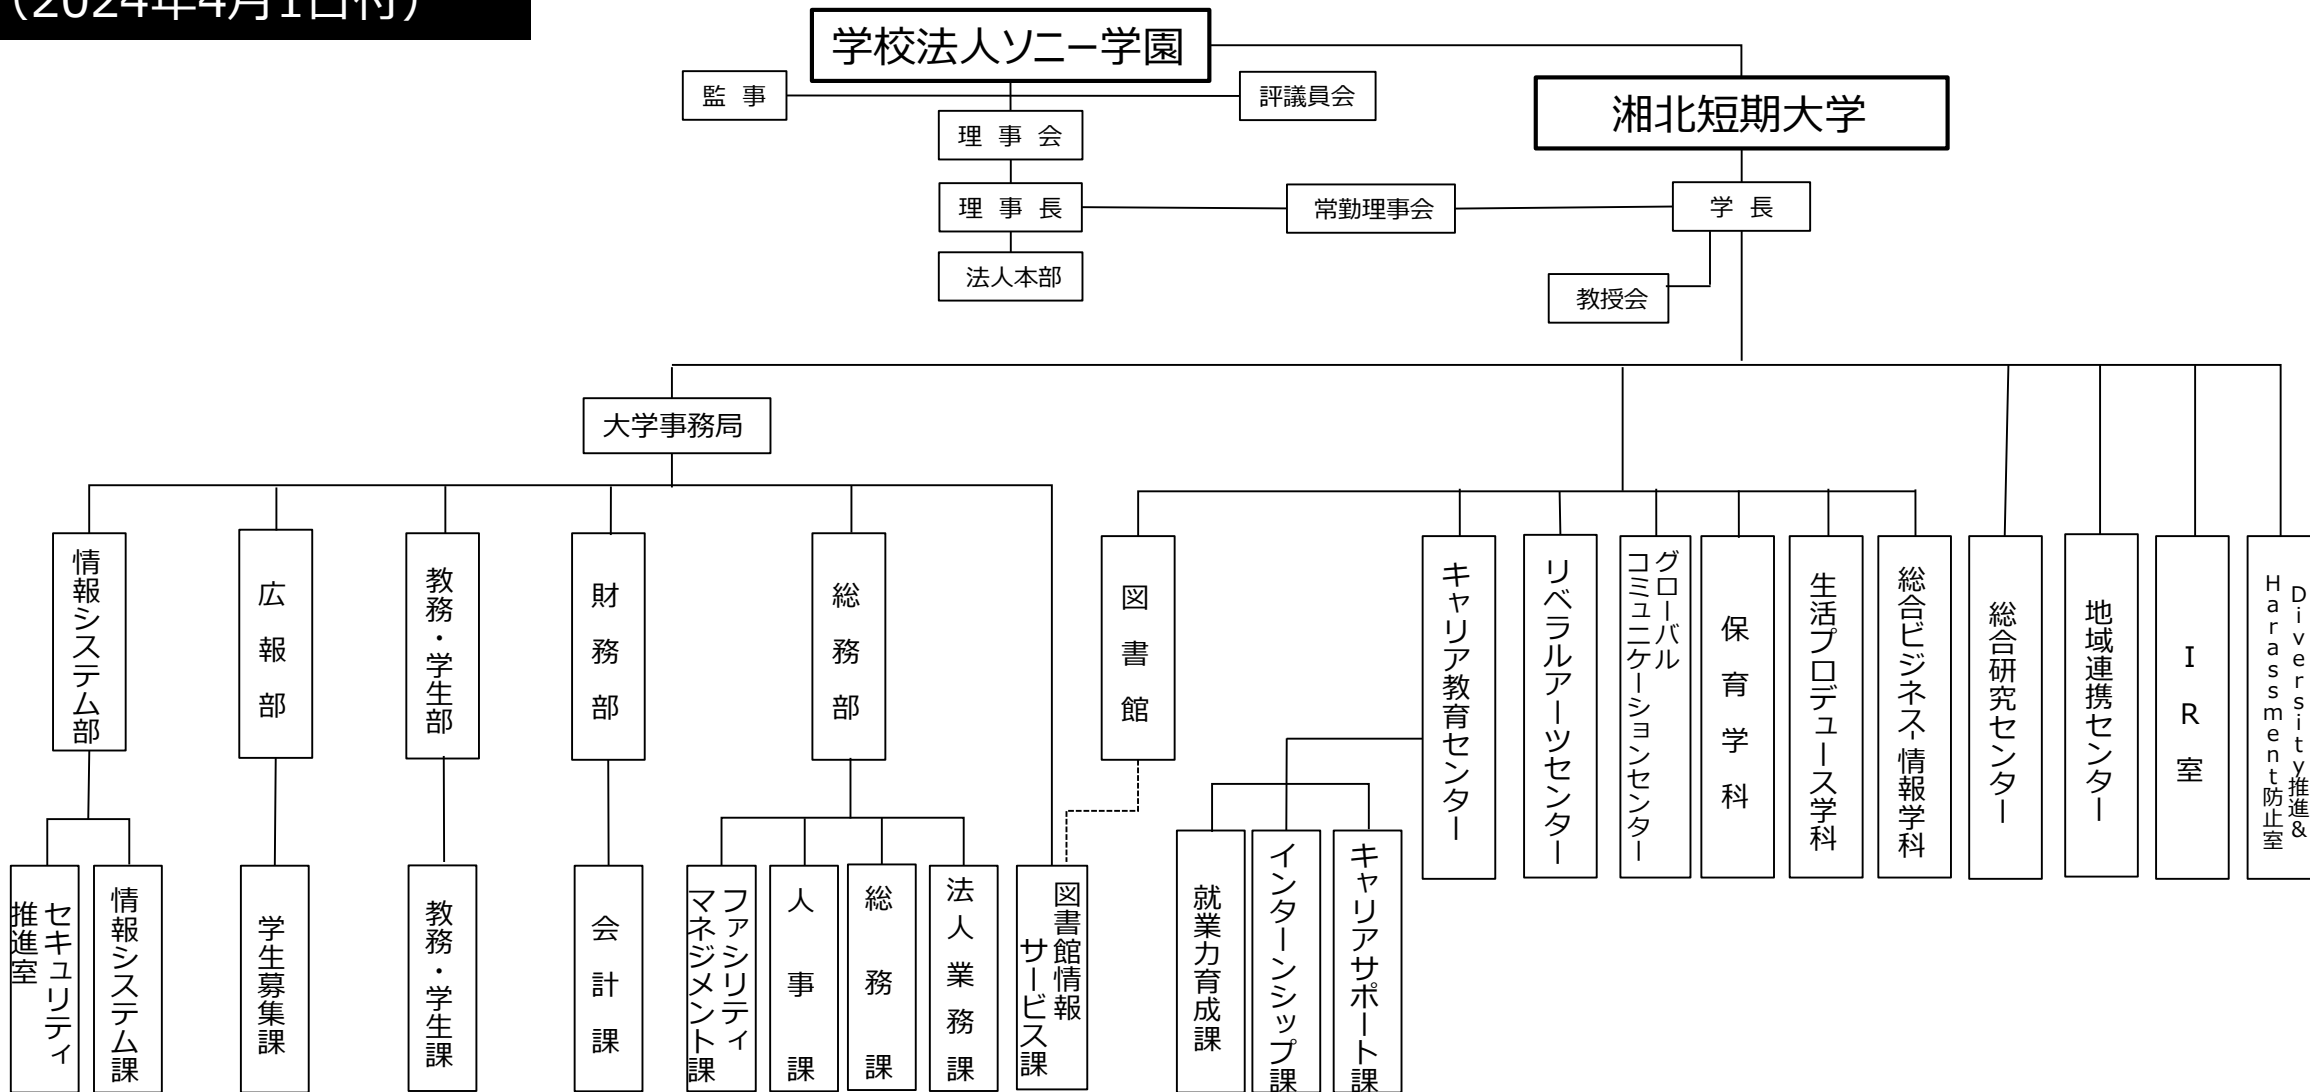 （2024年4月1日付）
学校法人ソニー学園
監 事
評議員会
湘北短期大学
理 事 会
理 事 長
常勤理事会
学 長
法人本部
教授会
大学事務局
情報システム部
広報部
教務・学生部
財務部
総務部
図書館
キャリア教育センター
リベラルアーツセンター
グローバル
コミュニケーションセンター
保育学科
生活プロデュース学科
総合ビジネス・情報学科
総合研究センター
地域連携センター
IR室
Diversity推進&
Harassment防止室
セキュリティ
推進室
情報システム課
学生募集課
教務・学生課
会計課
ファシリティ
マネジメント課
人事課
総務課
法人業務課
図書館情報
サービス課
就業力育成課
インターンシップ課
キャリアサポート課